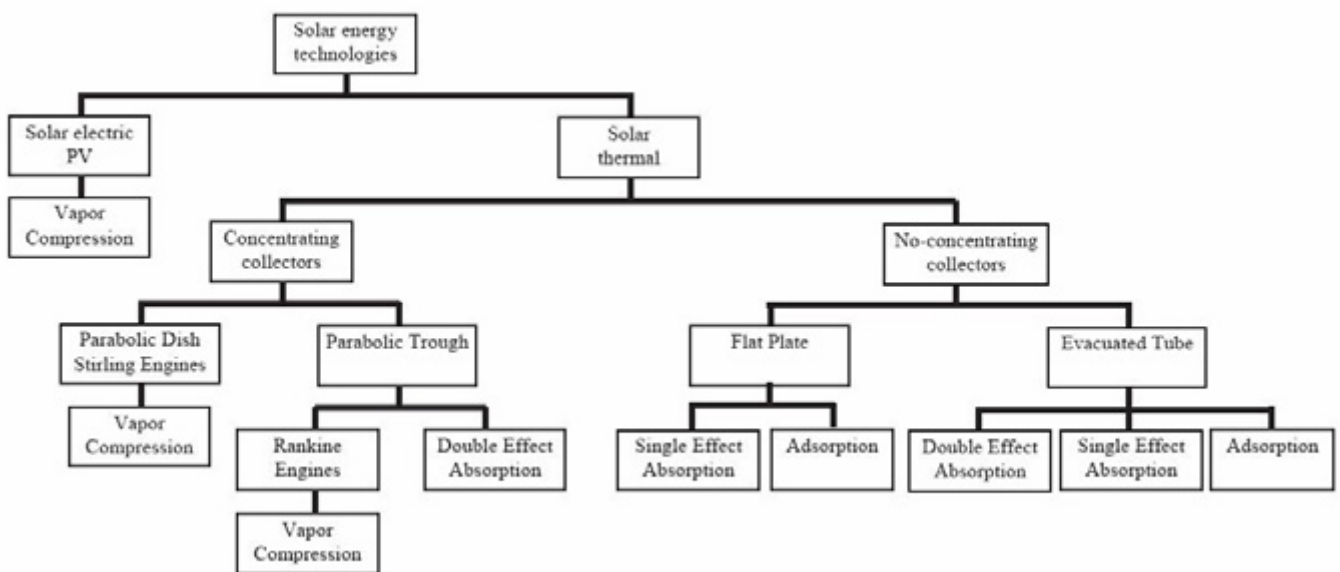 Solar energy
technologies
Solar electric
PV
Solar
thermal
Vapor
Compression
Concentrating
collectors
No-concentrating
collectors
Parabolic Dish
Stirling Engines
Parabolic Trough
Flat Plate
Evacuated Tube
Vapor
Compression
Rankine
Engines
Double Effect
Absorption
Single Effect
Absorption
Adsorption
Double Effect
Absorption
Single Effect
Absorption
Adsorption
Vapor
Compression